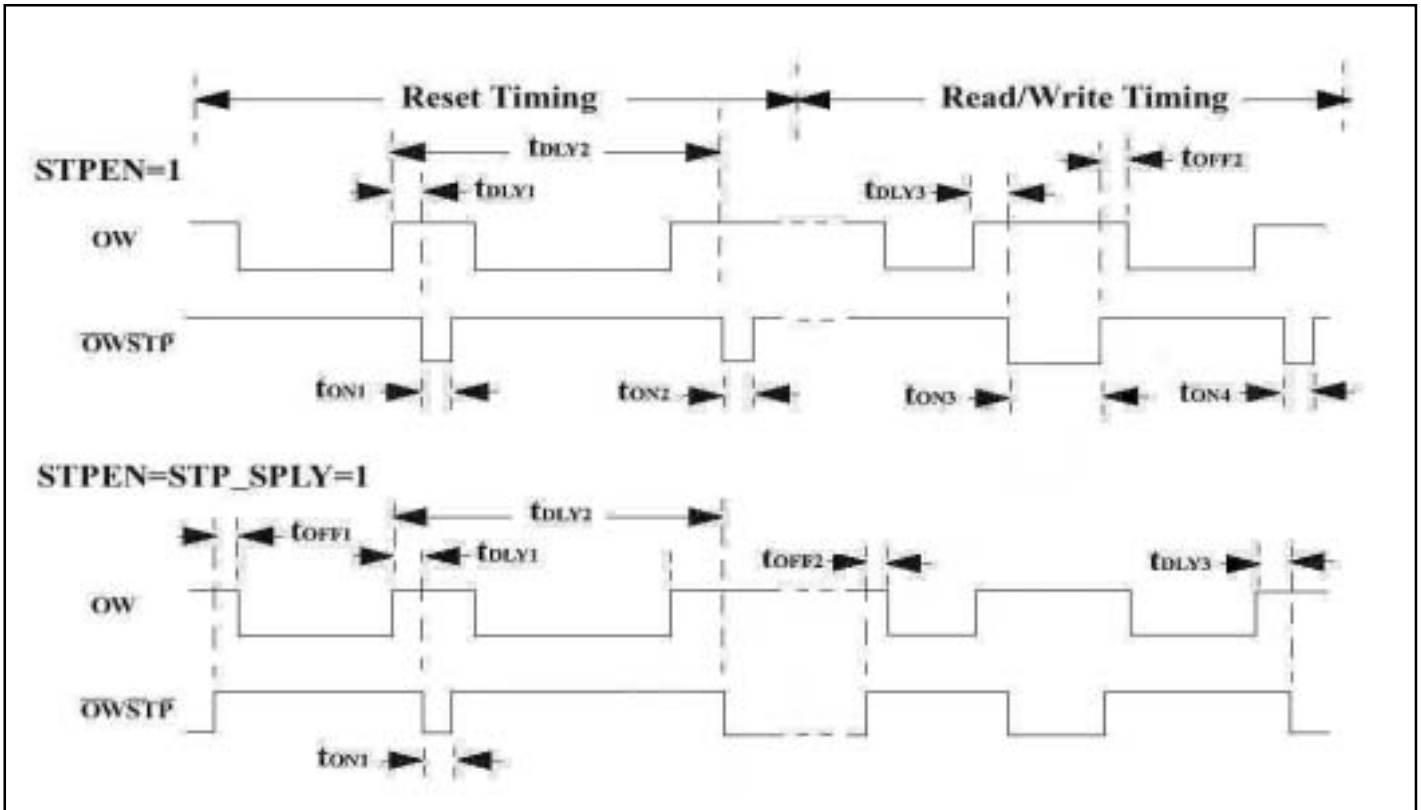 Reset Timing
Read/Write Timing
STPEN=1
tDLY2
tOFF2
tDLY1
tDLY3
OW
OWSTP
tON1
tON2
tON3
tON4
STPEN=STP_SPLY=1
tDLY2
tOFF1
tDLY1
tOFF2
tDLY3
OW
OWSTP
tON1